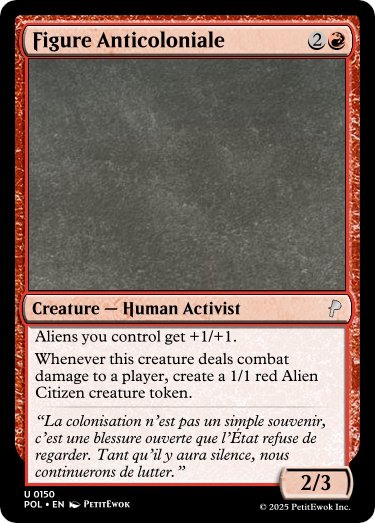 Figure Anticoloniale 2
Creature — Human Activist
Aliens you control get +1/+1.
Whenever this creature deals combat
damage to a player, create a 1/1 red Alien
Citizen creature token.
“La colonisation n’est pas un simple souvenir,
c’est une blessure ouverte que l’État refuse de
regarder. Tant qu’il y aura silence, nous
continuerons de lutter.”
2/3
U 0150
POL • EN PetitEwok
© 2025 PetitEwok Inc.